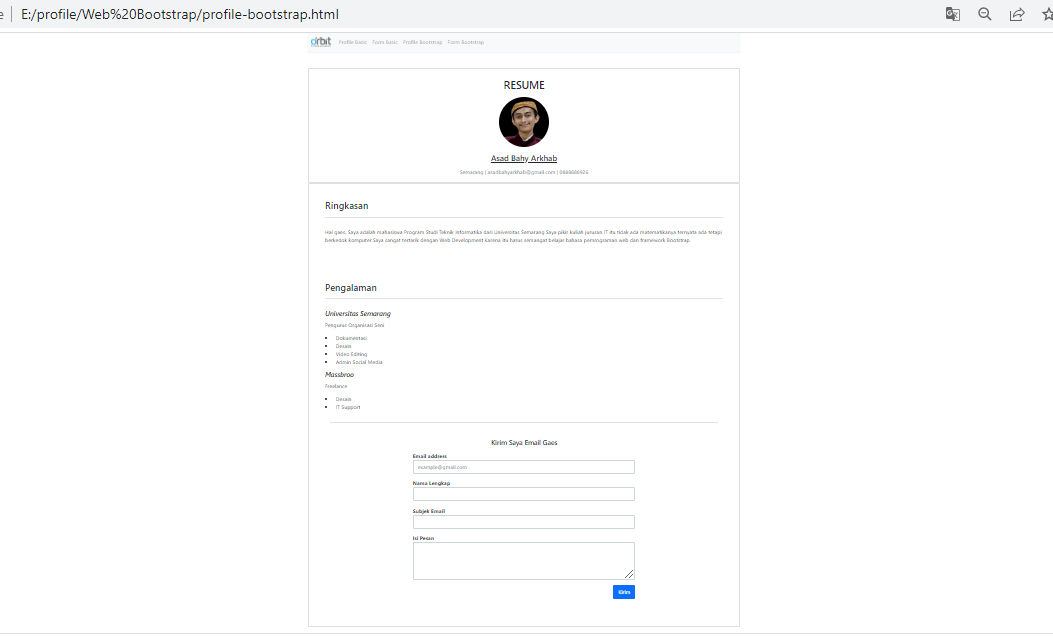 E:/profile/Web%20Bootstrap/profile-bootstrap.html
orbit Profile Basic Form Basic Profile Bootstrap Form Bootstrap
RESUME
Asad Bahy Arkhab
Semarang | asadbahyarkhab@gmail.com |
Ringkasan
Hai gaes, Saya adalah mahasiswa Program Studi Teknik Informatika dari Universitas Semarang.Saya pikir kuliah jurusan IT itu tidak ada matematikanya ternyata ada tetapi
berkedok komputer.Saya sangat tertarik dengan Web Development karena itu harus semangat belajar bahasa pemrograman web dan framework Bootstrap.
Pengalaman
Universitas Semarang
Pengurus Organisasi Seni
Dokumentasi
Desain
Video Editing
Admin Social Media
Massbroo
Freelance
Desain
IT Support
Kirim Saya Email Gaes
Email address
example@gmail.com
Nama Lengkap
Subjek Email
Isi Pesan
Kirim